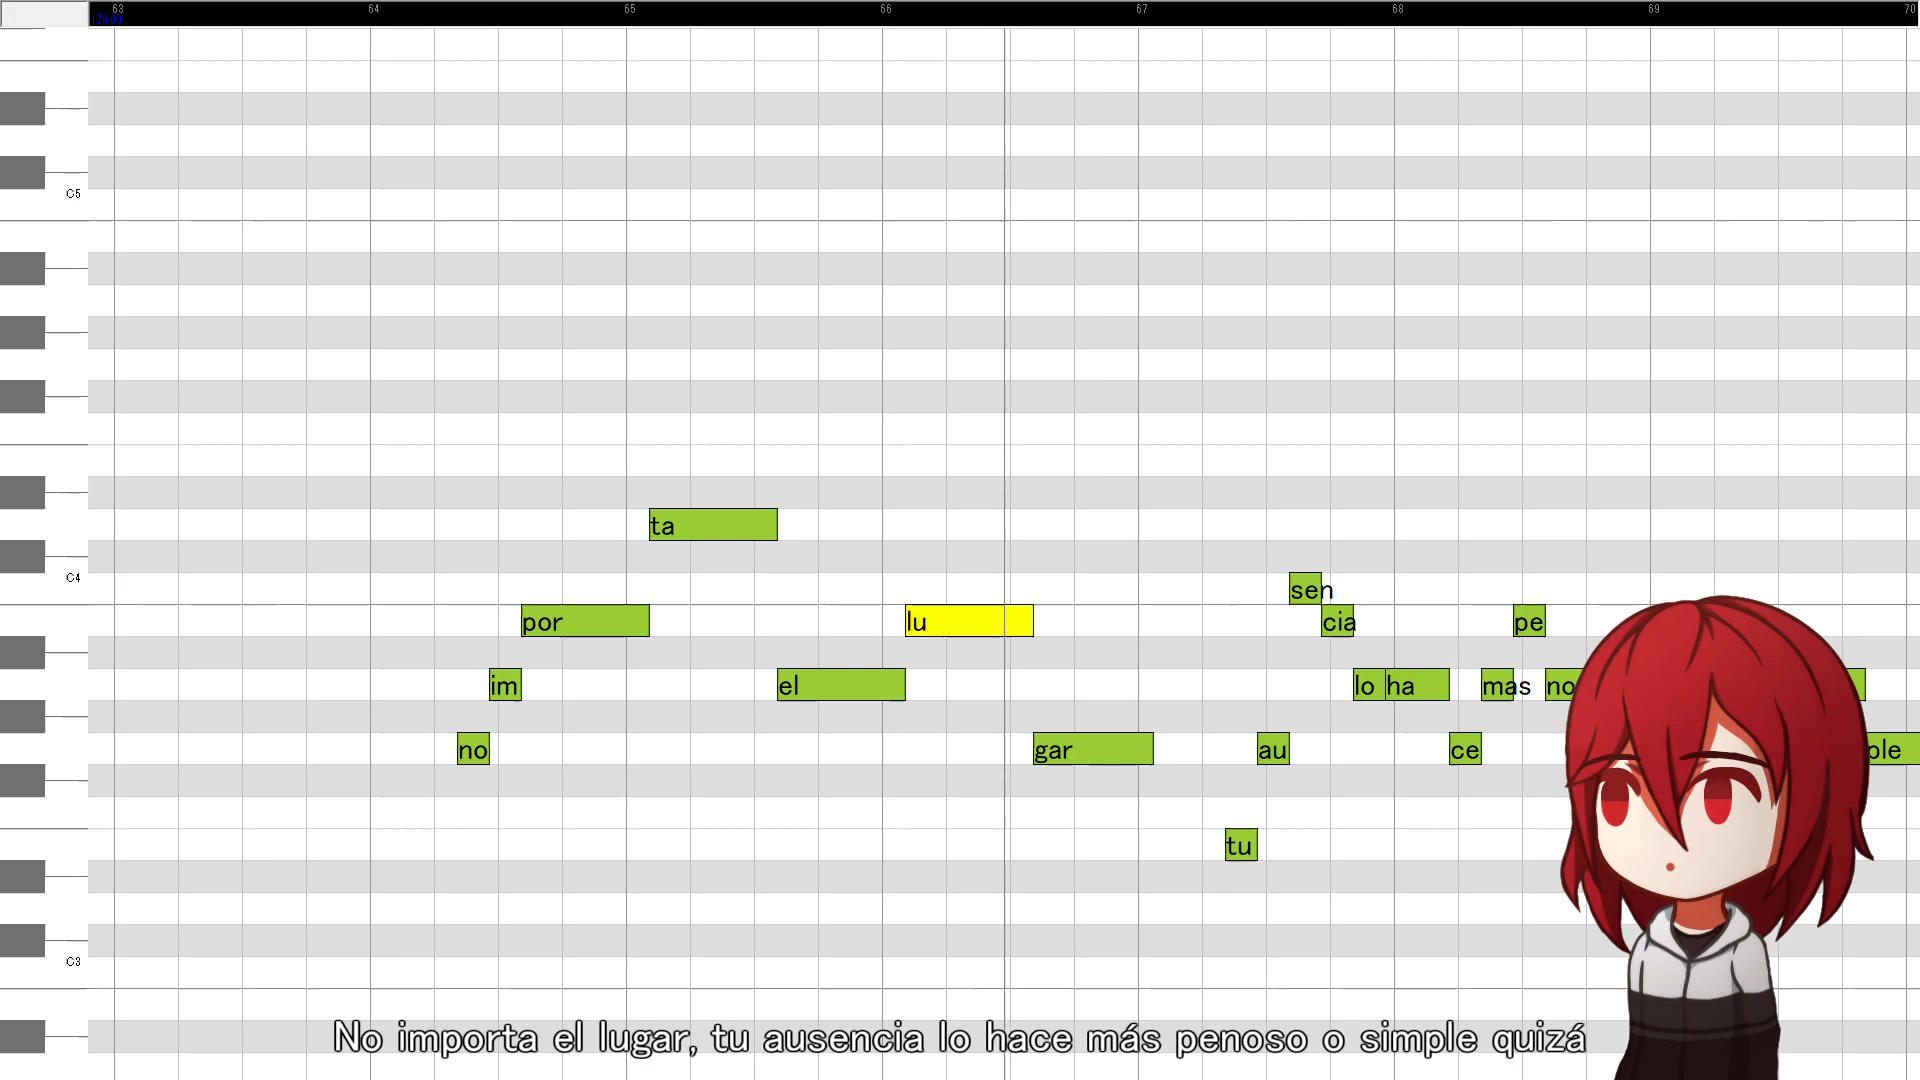 63 64 65 66 67 68 69 70
C5
ta
C4
sen
por lu cia pe
im el lo ha mas no
no gar au ce ple
tu
C3
No importa el lugar, tu ausencia lo hace más penoso o simple quizá